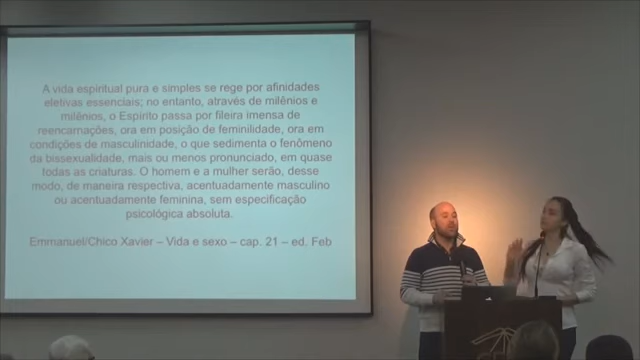 A vida espiritual pura e simples se rege por afinidades
eletivas essenciais; no entanto, através de milênios e
milênios, o Espírito passa por fileira imensa de
reencarnações, ora em posição de feminilidade, ora em
condições de masculinidade, o que sedimenta o fenômeno
da bissexualidade, mais ou menos pronunciado, em quase
todas as criaturas. O homem e a mulher serão, desse
modo, de maneira respectiva, acentuadamente masculino
ou acentuadamente feminina, sem especificação
psicológica absoluta.
Emmanuel/Chico Xavier – Vida e sexo – cap. 21 – ed. Feb